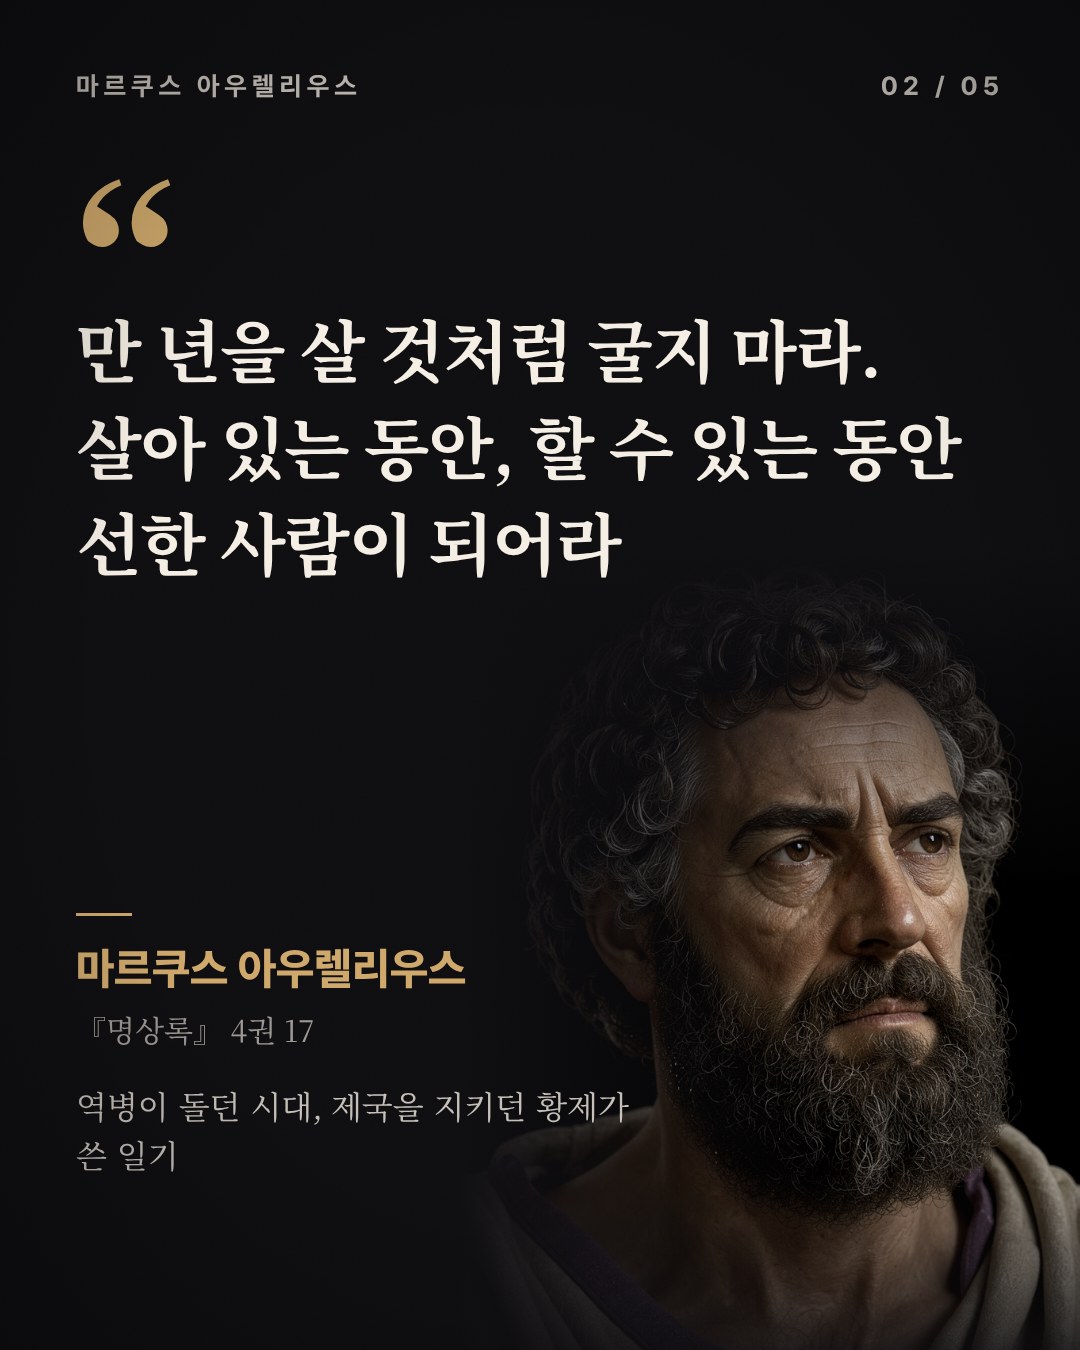 마르쿠스 아우렐리우스
02 / 05
“
만 년을 살 것처럼 굴지 마라.
살아 있는 동안, 할 수 있는 동안
선한 사람이 되어라
마르쿠스 아우렐리우스
『명상록』 4권 17
역병이 돌던 시대, 제국을 지키던 황제가
쓴 일기